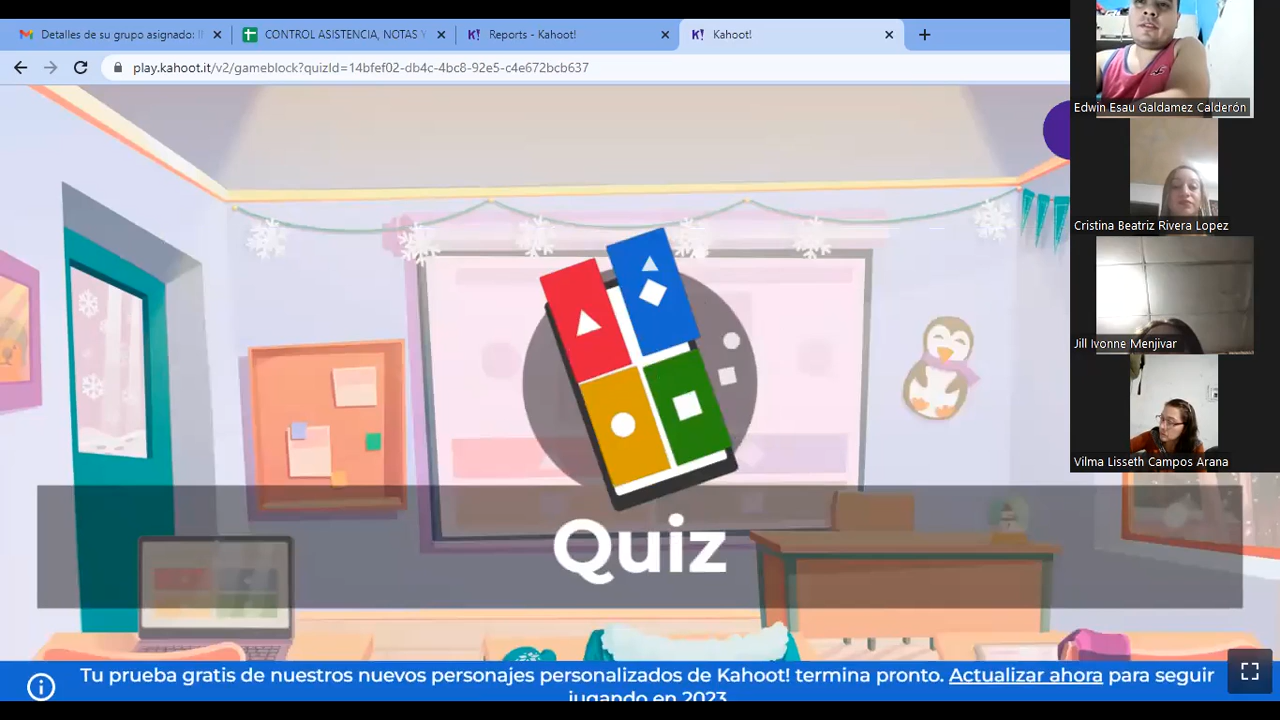 Detalles de su grupo asignado: I
CONTROL ASISTENCIA, NOTAS Y
K! Reports - Kahoot!
K! Kahoot!
play.kahoot.it/v2/gameblock?quizId=14bfef02-db4c-4bc8-92e5-c4e672bcb637
Edwin Esau Galdamez Calderón
Cristina Beatriz Rivera Lopez
Jill Ivonne Menjivar
Vilma Lisseth Campos Arana
Quiz
Tu prueba gratis de nuestros nuevos personajes personalizados de Kahoot! termina pronto. Actualizar ahora para seguir
jugando en 2023